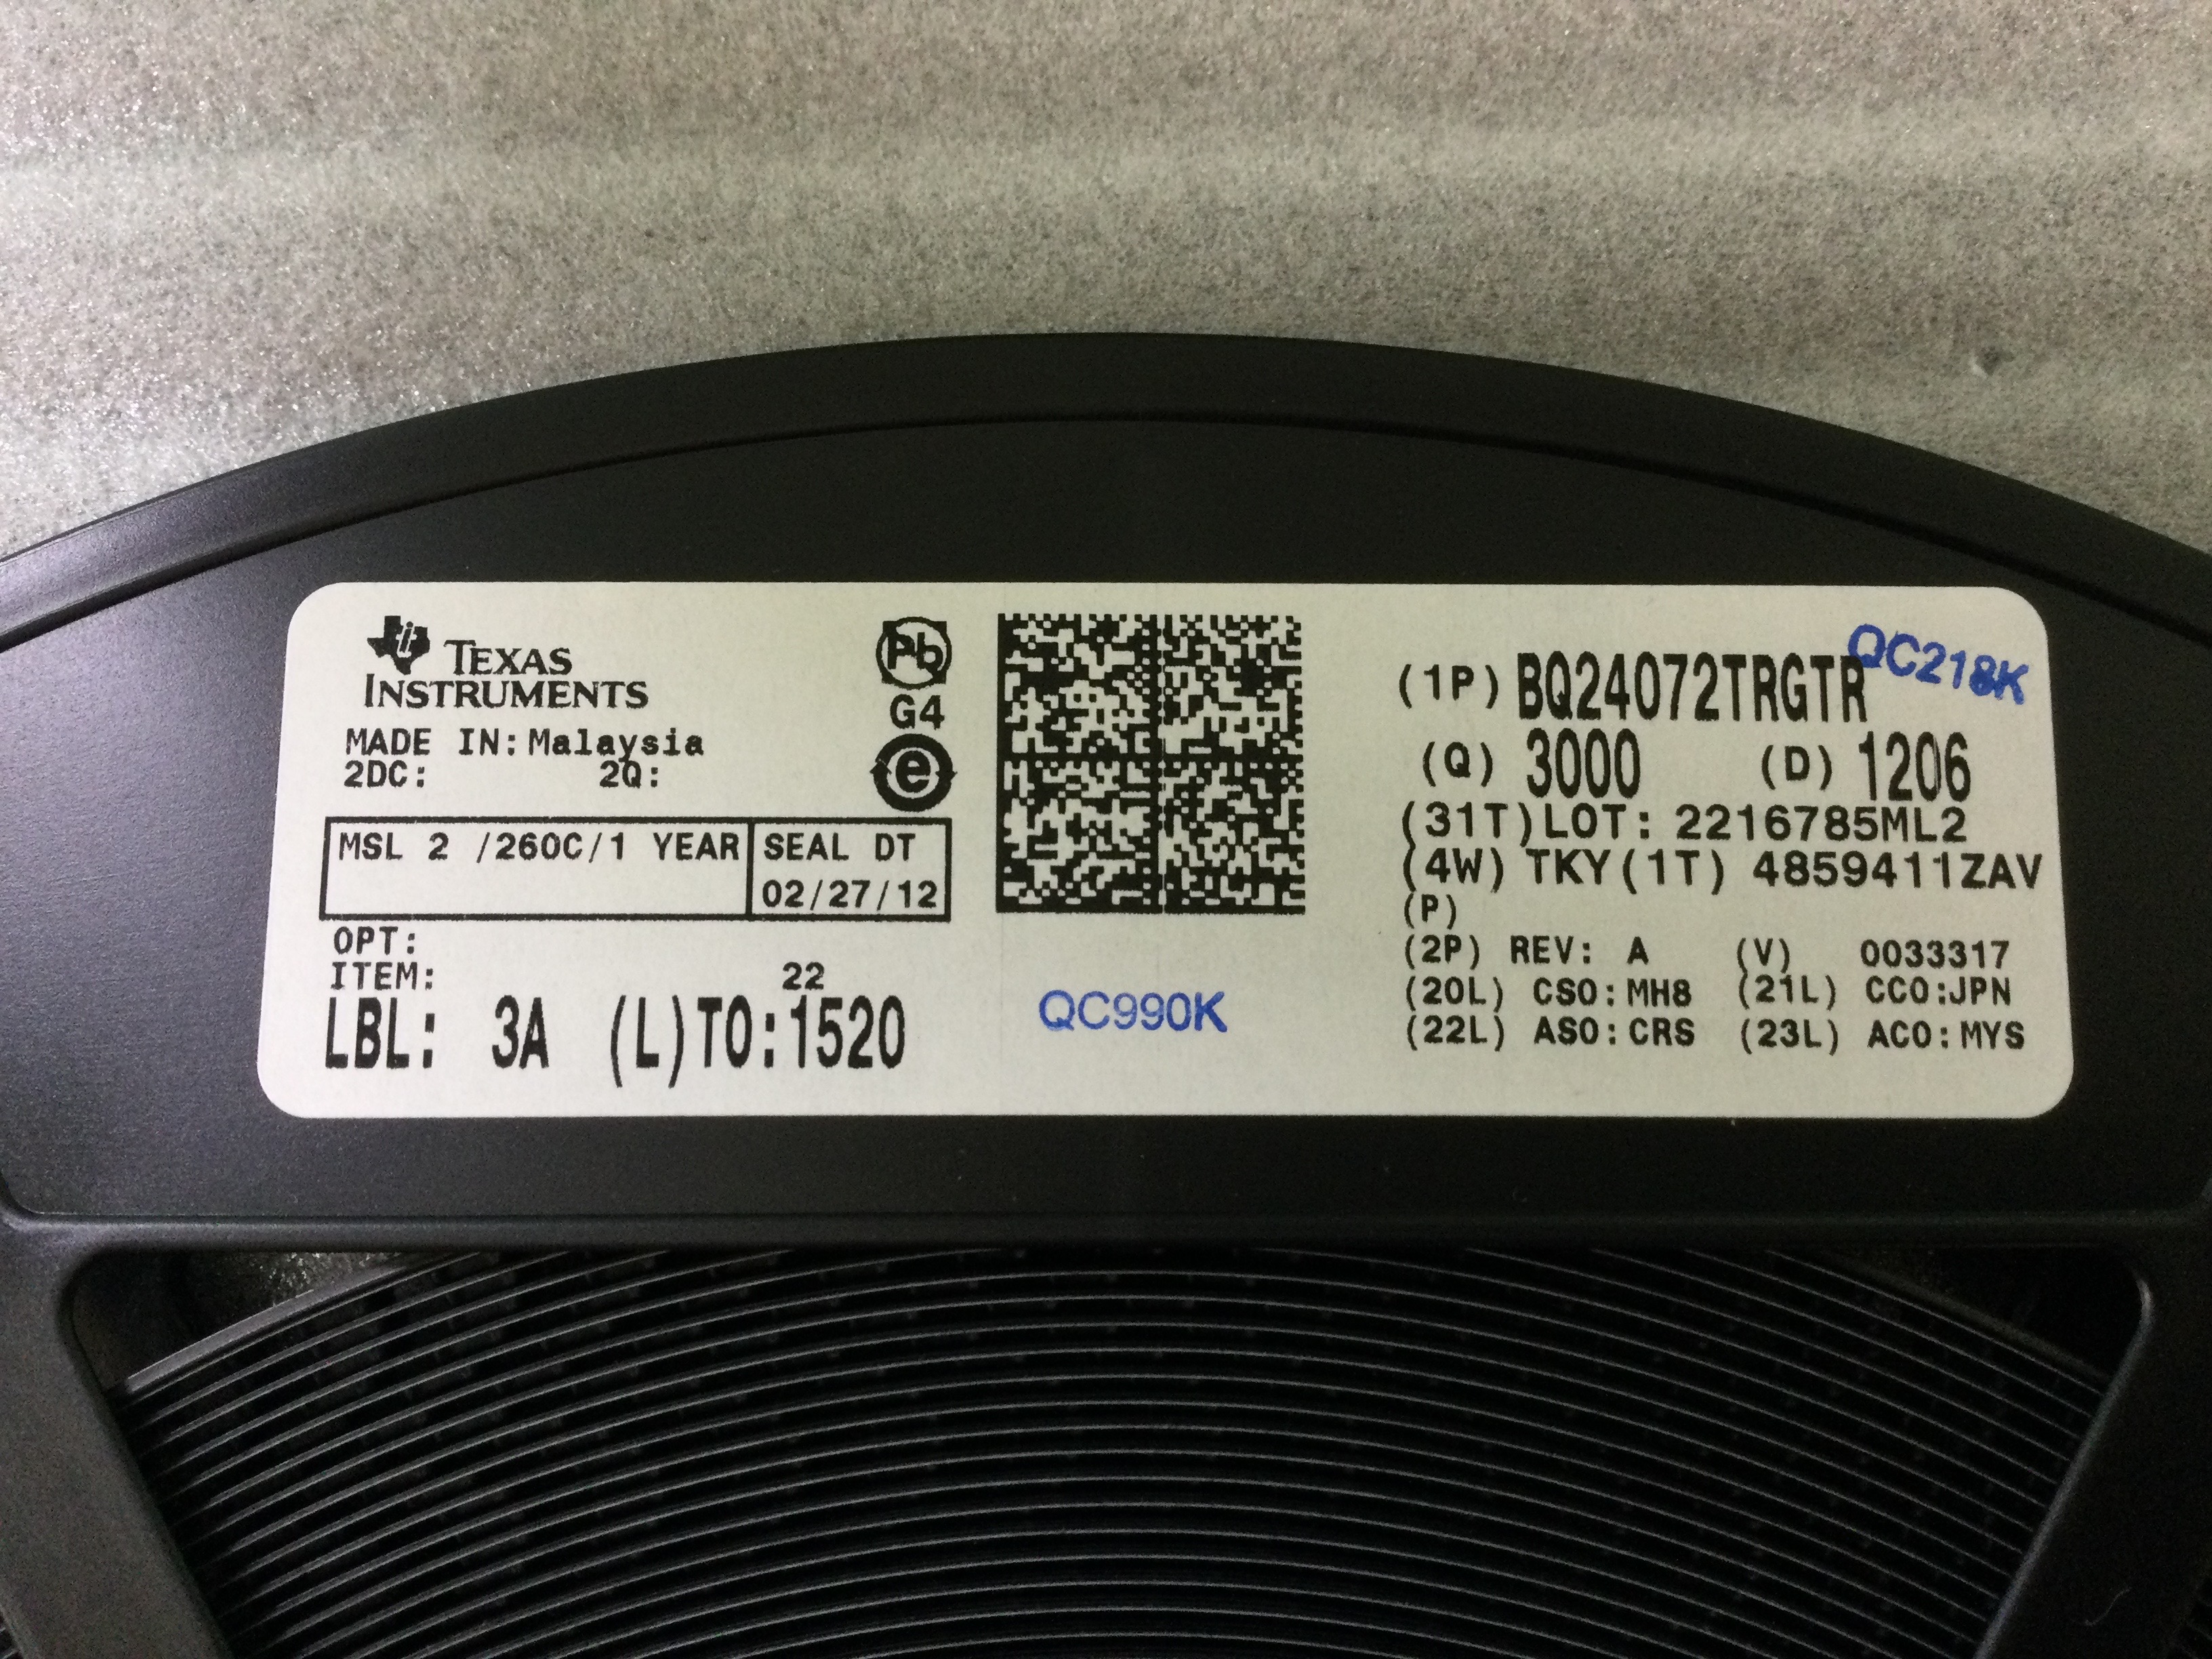 TEXAS
INSTRUMENTS
MADE IN: Malaysia
2DC: 2Q:
Pb
G4
e
MSL 2 /260C/1 YEAR
SEAL DT
02/27/12
OPT:
ITEM: 22
LBL: 3A (L)TO:1520
QC990K
(1P) BQ24072TRGTR
QC218K
(Q) 3000 (D) 1206
(31T)LOT: 2216785ML2
(4W) TKY(1T) 4859411ZAV
(P)
(2P) REV: A (V) 0033317
(20L) CSO:MH8 (21L) CCO:JPN
(22L) ASO:CRS (23L) ACO:MYS